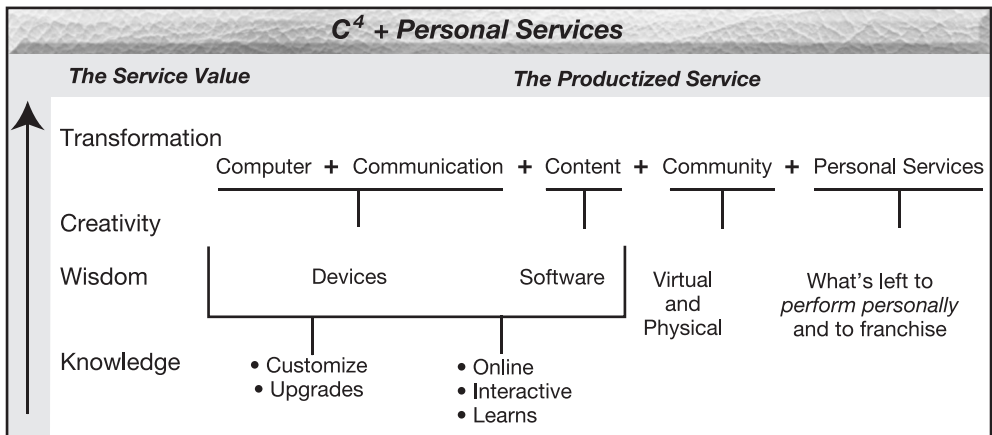 C⁴ + Personal Services
The Service Value
The Productized Service
Transformation
Computer + Communication + Content + Community + Personal Services
Creativity
Wisdom
Devices
Software
Virtual
and
Physical
What's left to
perform personally
and to franchise
Knowledge
• Customize
• Upgrades
• Online
• Interactive
• Learns